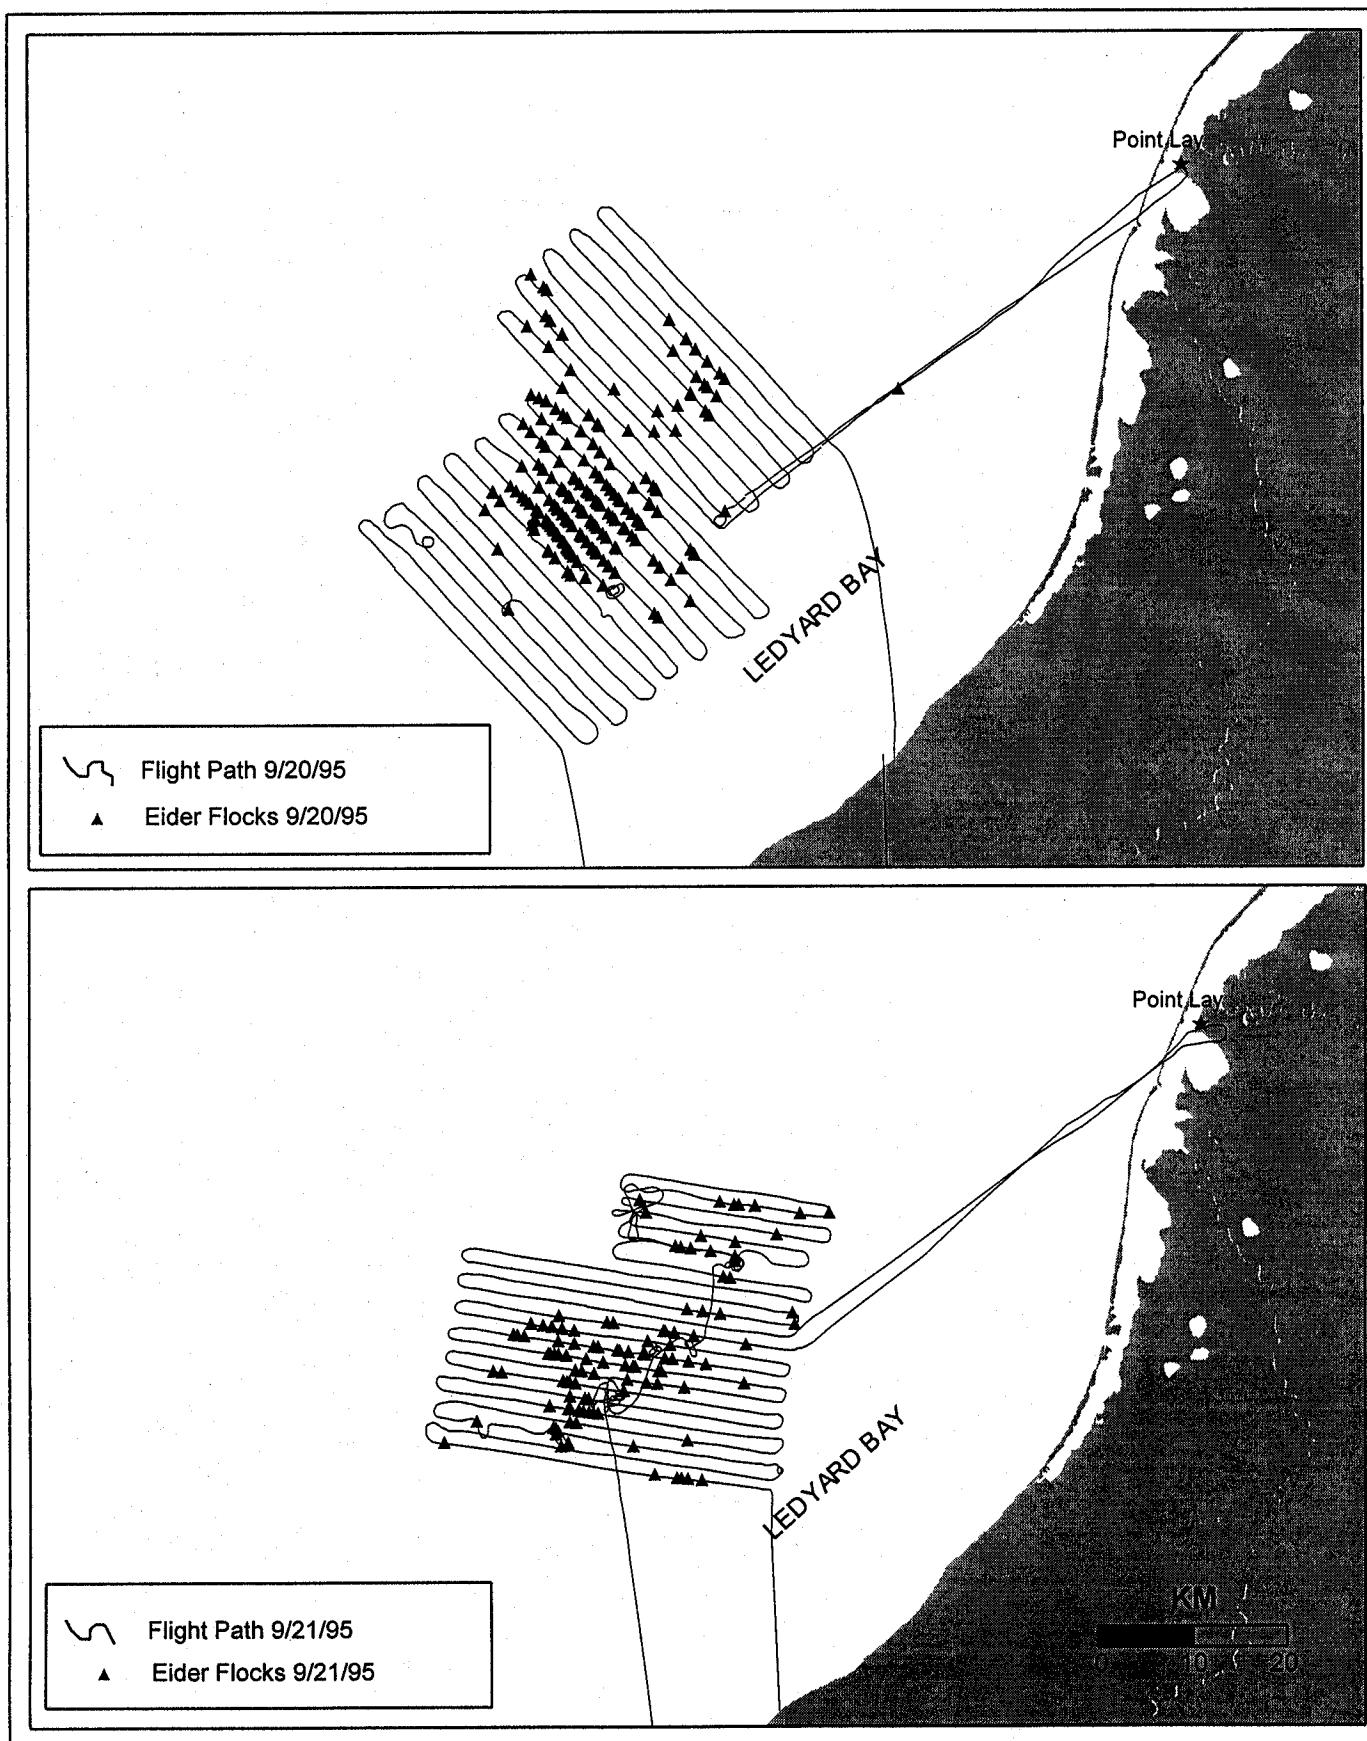 Point Lay
LEDYARD BAY
Flight Path 9/20/95
Eider Flocks 9/20/95
Point Lay
LEDYARD BAY
KM
0 10 20
Flight Path 9/21/95
Eider Flocks 9/21/95